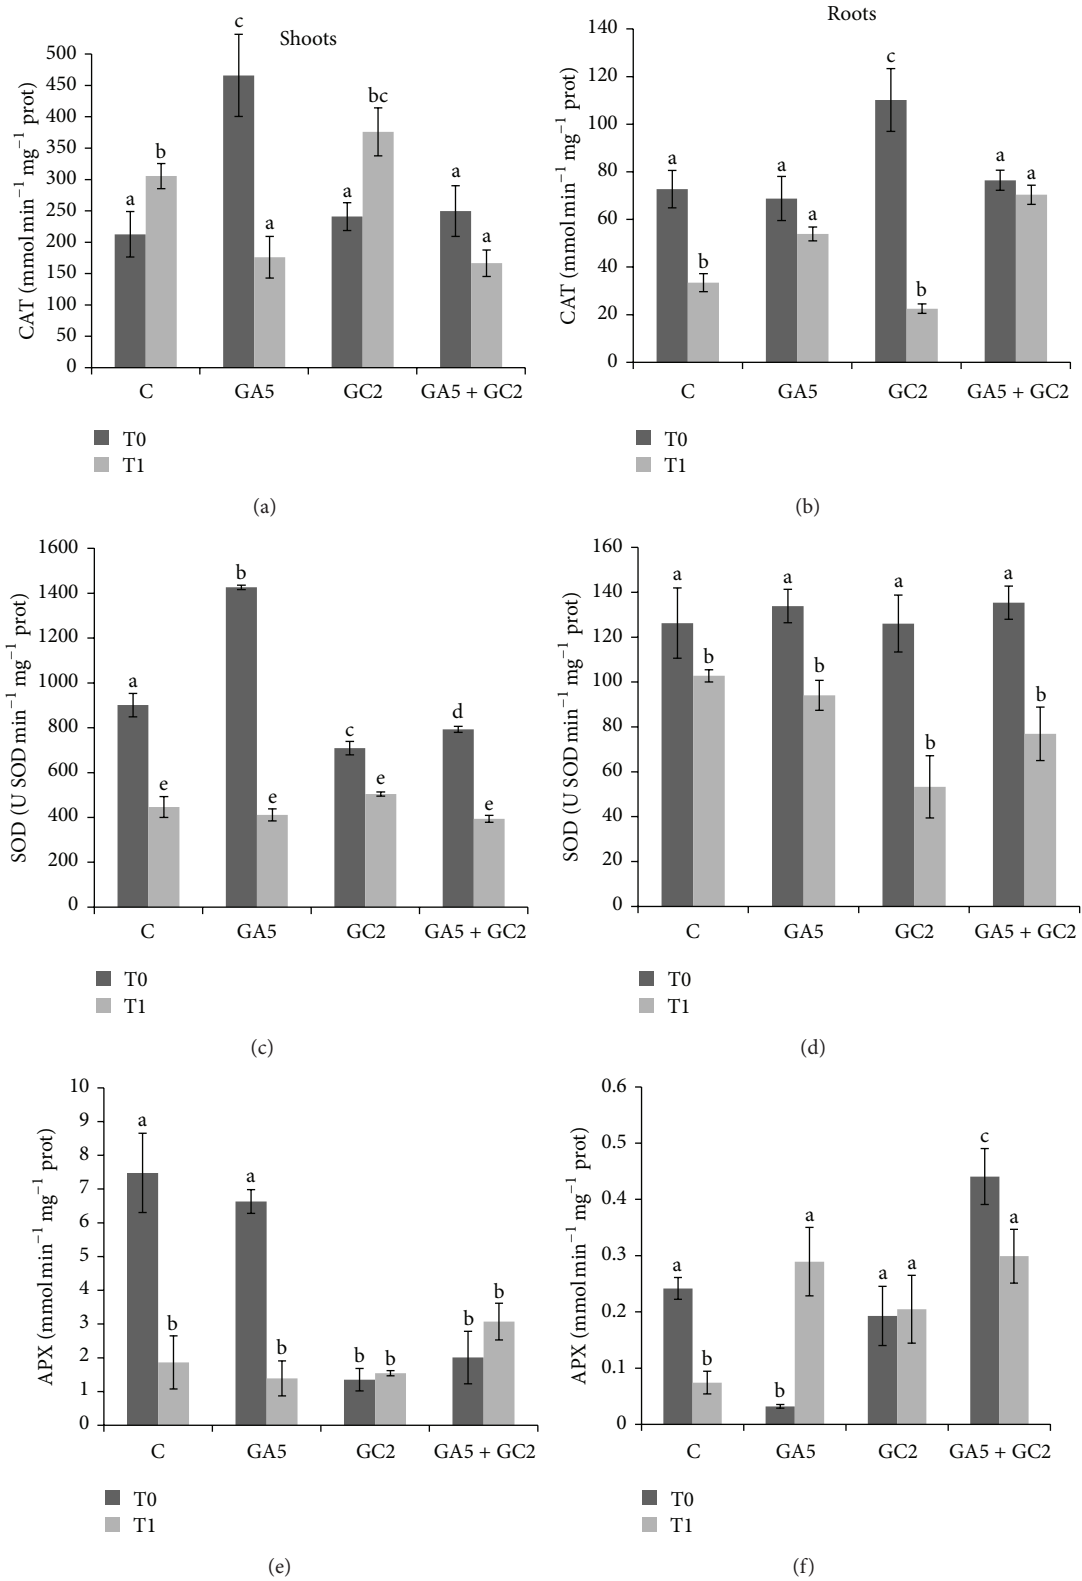 Shoots
CAT (mmol min⁻¹ mg⁻¹ prot)
500
450
400
350
300
250
200
150
100
50
0
a
b
c
a
a
bc
a
a
C
GA5
GC2
GA5 + GC2
T0
T1
(a)
Roots
CAT (mmol min⁻¹ mg⁻¹ prot)
140
120
100
80
60
40
20
0
a
b
a
a
c
b
a
a
C
GA5
GC2
GA5 + GC2
T0
T1
(b)
SOD (U SOD min⁻¹ mg⁻¹ prot)
1600
1400
1200
1000
800
600
400
200
0
a
e
b
e
c
e
d
e
C
GA5
GC2
GA5 + GC2
T0
T1
(c)
SOD (U SOD min⁻¹ mg⁻¹ prot)
160
140
120
100
80
60
40
20
0
a
b
a
b
a
b
a
b
C
GA5
GC2
GA5 + GC2
T0
T1
(d)
APX (mmol min⁻¹ mg⁻¹ prot)
10
9
8
7
6
5
4
3
2
1
0
a
b
a
b
b
b
b
b
C
GA5
GC2
GA5 + GC2
T0
T1
(e)
APX (mmol min⁻¹ mg⁻¹ prot)
0.6
0.5
0.4
0.3
0.2
0.1
0
a
b
b
a
a
a
c
a
C
GA5
GC2
GA5 + GC2
T0
T1
(f)